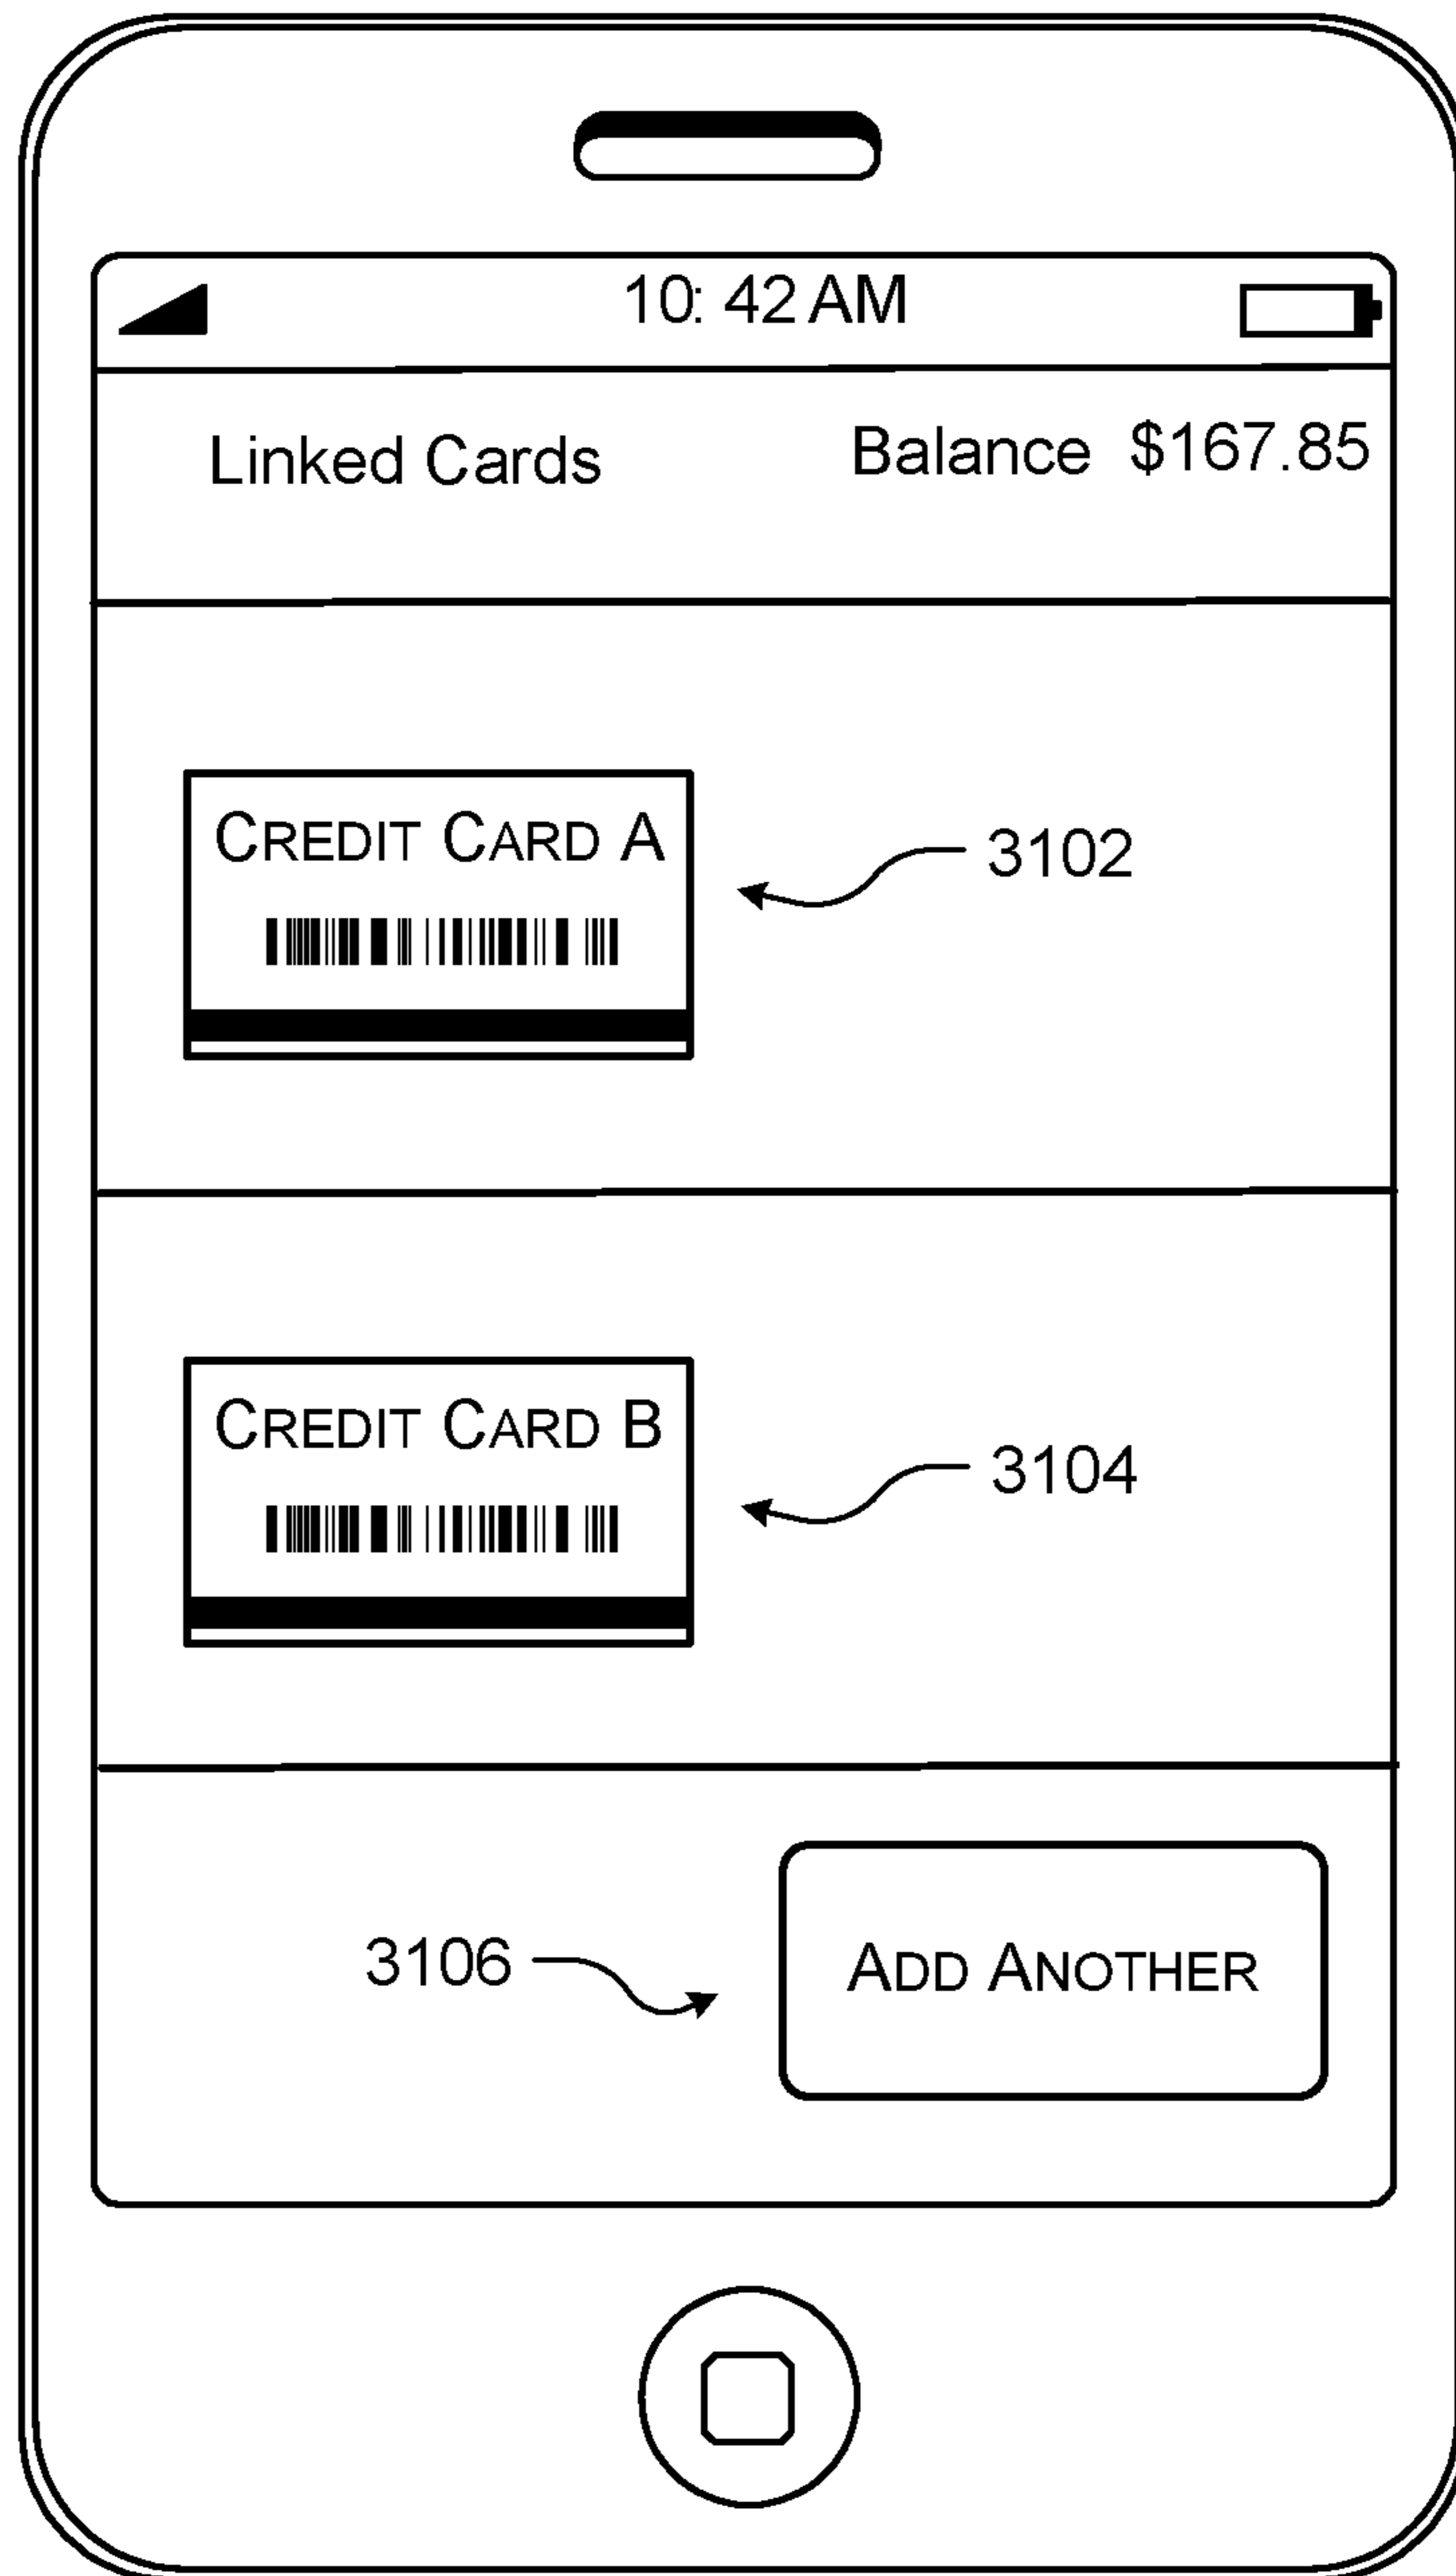 10: 42 AM
Linked Cards
Balance $167.85
CREDIT CARD A
3102
CREDIT CARD B
3104
3106
ADD ANOTHER